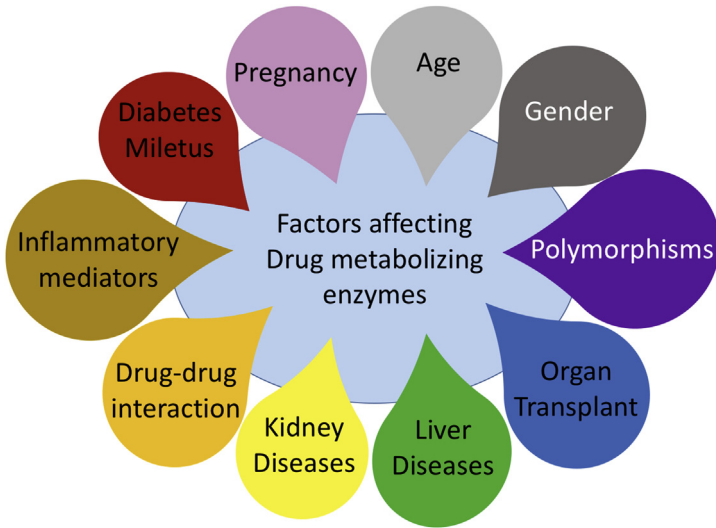 Pregnancy
Age
Gender
Diabetes
Miletus
Inflammatory
mediators
Factors affecting
Drug metabolizing
enzymes
Polymorphisms
Drug-drug
interaction
Kidney
Diseases
Liver
Diseases
Organ
Transplant